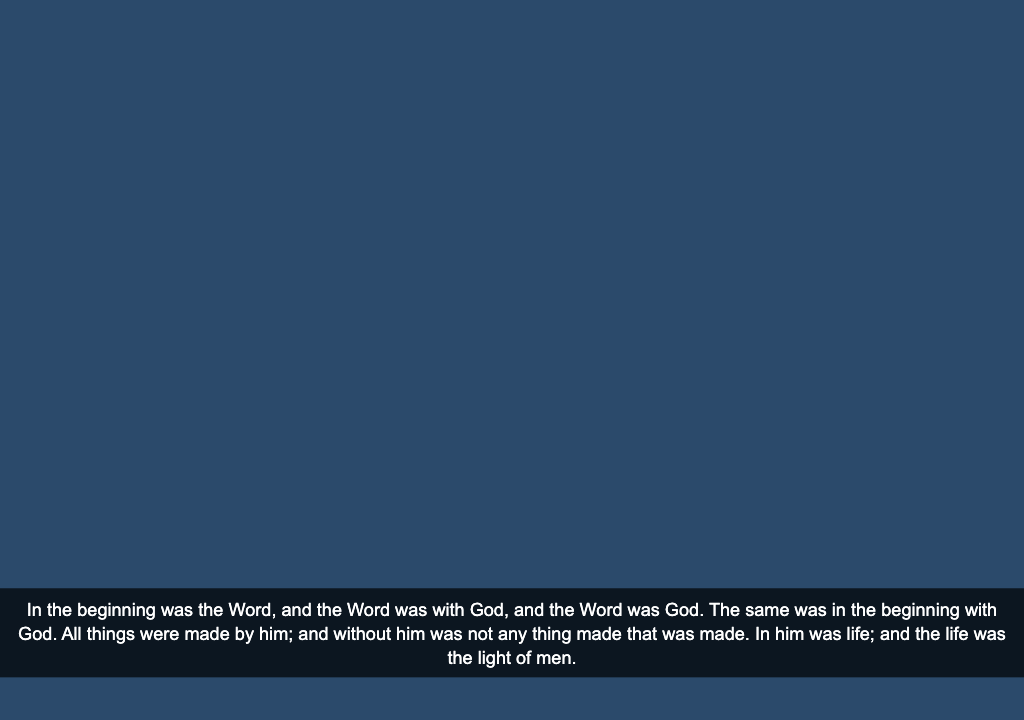 In the beginning was the Word, and the Word was with God, and the Word was God. The same was in the beginning with
God. All things were made by him; and without him was not any thing made that was made. In him was life; and the life was
the light of men.